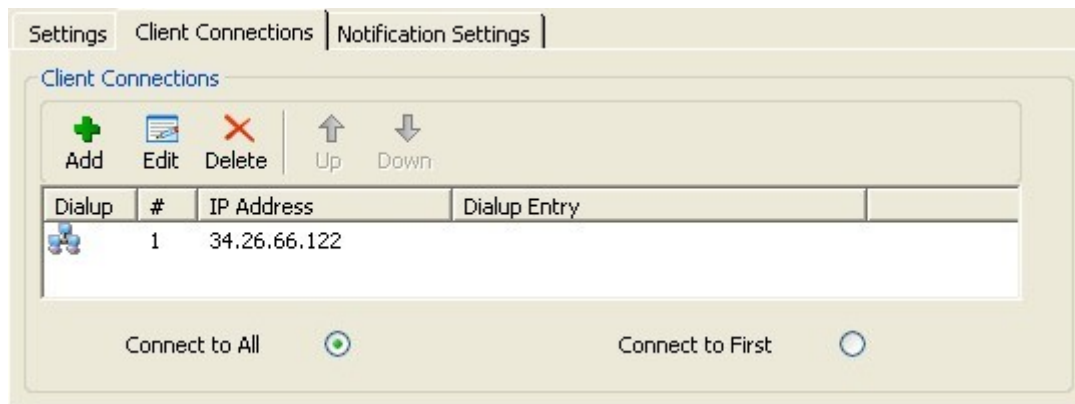 Settings Client Connections Notification Settings
Client Connections
Add Edit Delete Up Down
Dialup # IP Address Dialup Entry
1 34.26.66.122
Connect to All Connect to First